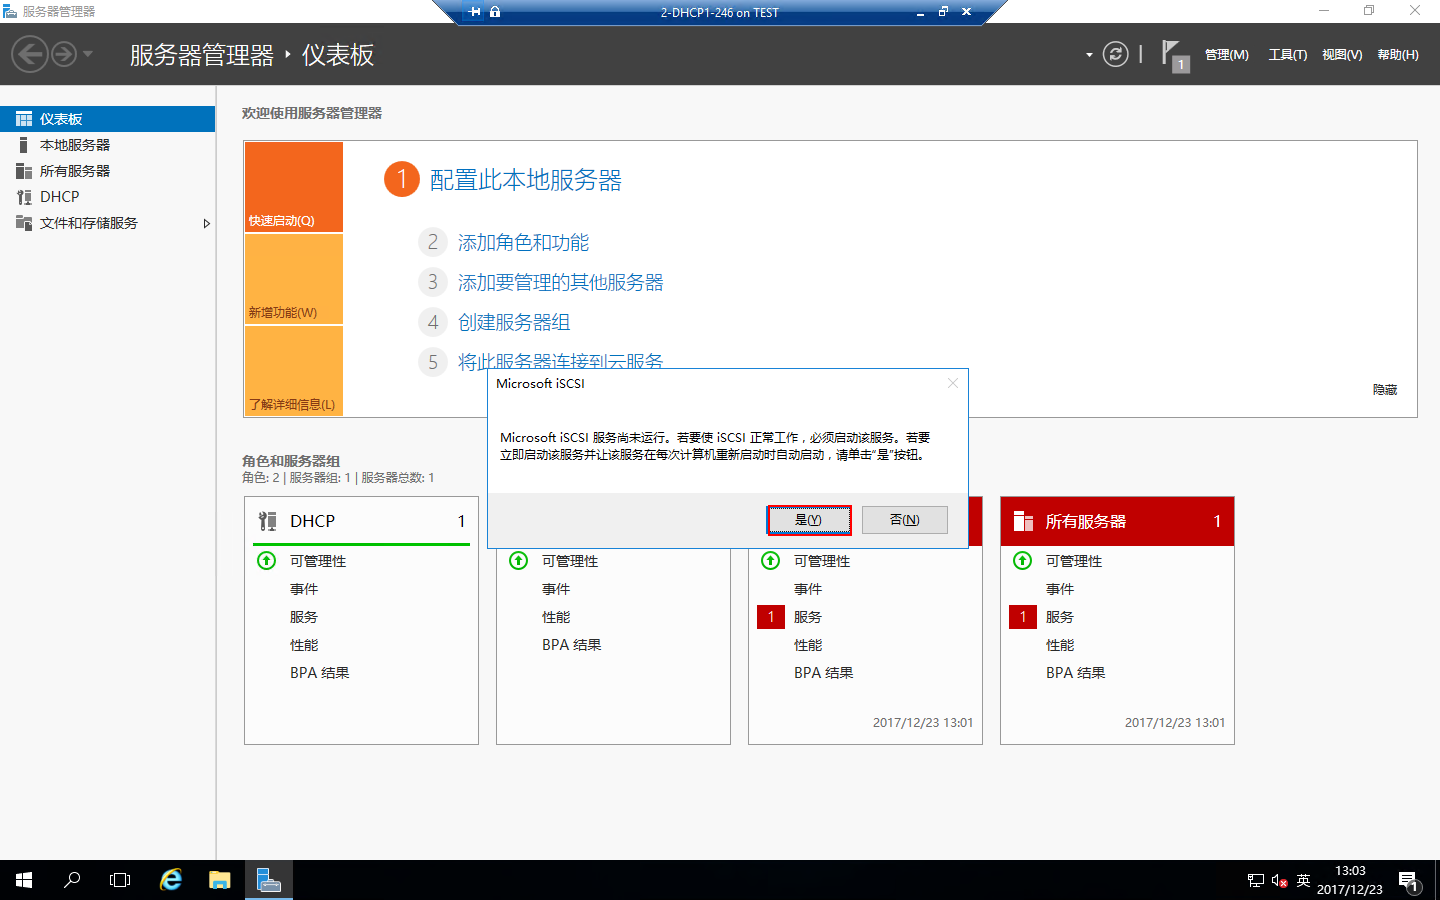 服务器管理器
2-DHCP1-246 on TEST
服务器管理器 ‣ 仪表板
1
管理(M)
工具(T)
视图(V)
帮助(H)
仪表板
本地服务器
所有服务器
DHCP
文件和存储服务
欢迎使用服务器管理器
快速启动(Q)
新增功能(W)
了解详细信息(L)
1 配置此本地服务器
2 添加角色和功能
3 添加要管理的其他服务器
4 创建服务器组
5 将此服务器连接到云服务
隐藏
Microsoft iSCSI
Microsoft iSCSI 服务尚未运行。若要使 iSCSI 正常工作，必须启动该服务。若要
立即启动该服务并让该服务在每次计算机重新启动时自动启动，请单击“是”按钮。
是(Y)
否(N)
角色和服务器组
角色: 2 | 服务器组: 1 | 服务器总数: 1
DHCP 1
可管理性
事件
服务
性能
BPA 结果
可管理性
事件
性能
BPA 结果
可管理性
事件
1 服务
性能
BPA 结果
2017/12/23 13:01
所有服务器 1
可管理性
事件
1 服务
性能
BPA 结果
2017/12/23 13:01
英
13:03
2017/12/23
1